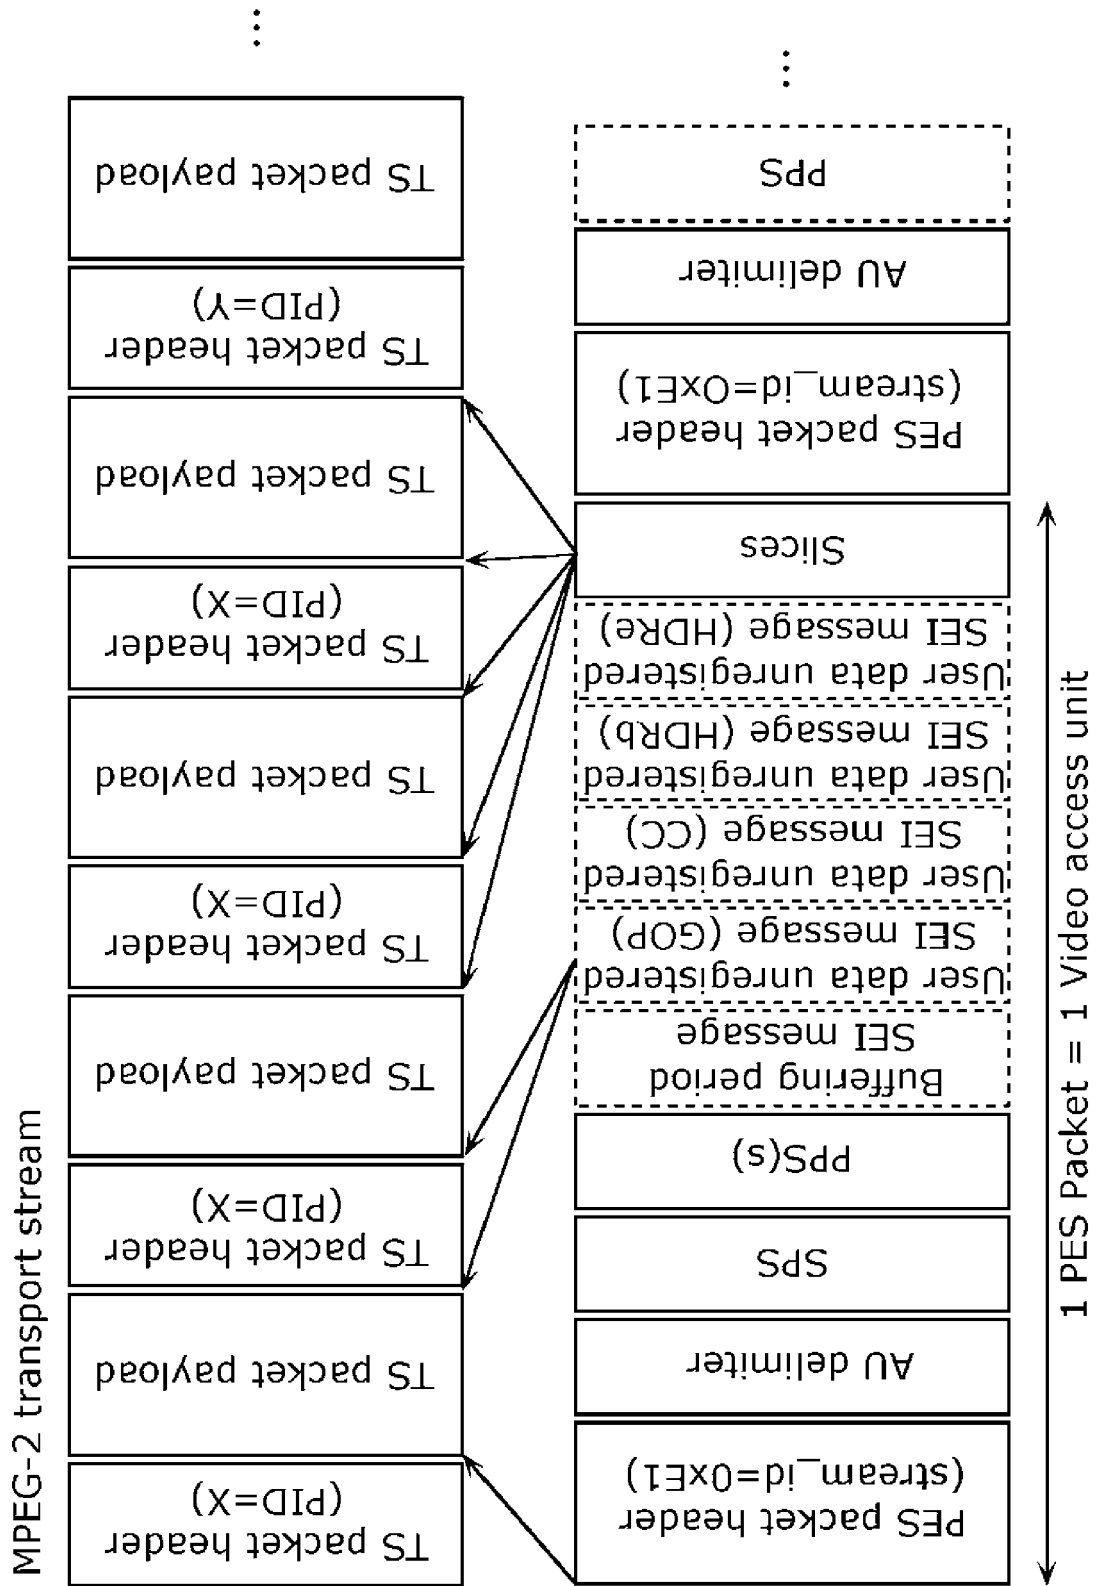 MPEG-2 transport stream
TS packet header
(PID=X)
TS packet payload
TS packet header
(PID=X)
TS packet payload
TS packet header
(PID=X)
TS packet payload
TS packet header
(PID=X)
TS packet payload
TS packet header
(PID=Y)
TS packet payload
...
PES packet header
(stream_id=0xE1)
AU delimiter
SPS
PPS(s)
Buffering period
SEI message
User data unregistered
SEI message (GOP)
User data unregistered
SEI message (CC)
User data unregistered
SEI message (HDRb)
User data unregistered
SEI message (HDRe)
Slices
PES packet header
(stream_id=OxE1)
AU delimiter
PPS
...
1 PES Packet = 1 Video access unit